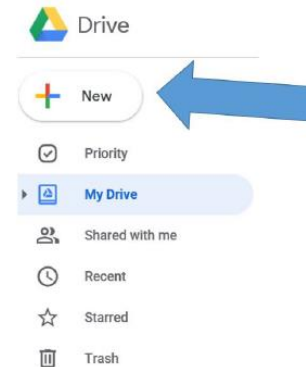 Drive
New
Priority
My Drive
Shared with me
Recent
Starred
Trash